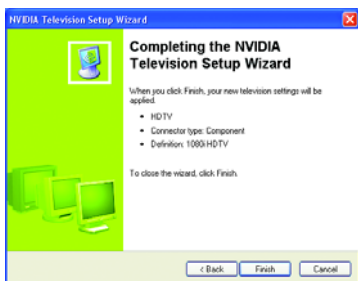 NVIDIA Television Setup Wizard
Completing the NVIDIA
Television Setup Wizard
When you click Finish, your new television settings will be
applied.
• HDTV
• Connector type: Component
• Definition: 1080i HDTV
To close the wizard, click Finish.
< Back
Finish
Cancel